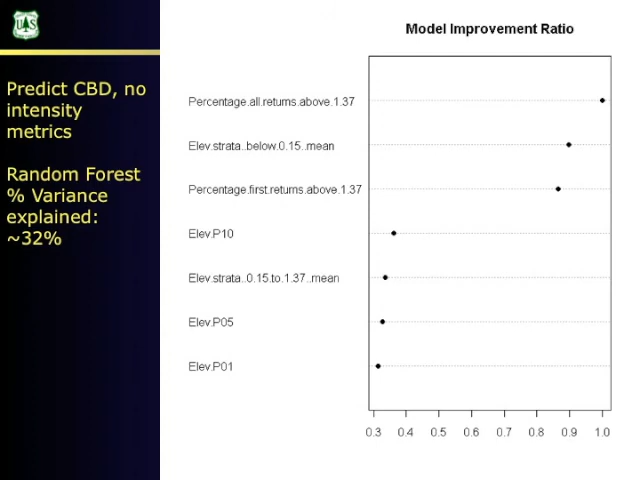 U S
Predict CBD, no
intensity
metrics
Random Forest
% Variance
explained:
~32%
Model Improvement Ratio
Percentage.all.returns.above.1.37
Elev.strata..below.0.15..mean
Percentage.first.returns.above.1.37
Elev.P10
Elev.strata..0.15.to.1.37..mean
Elev.P05
Elev.P01
0.3 0.4 0.5 0.6 0.7 0.8 0.9 1.0